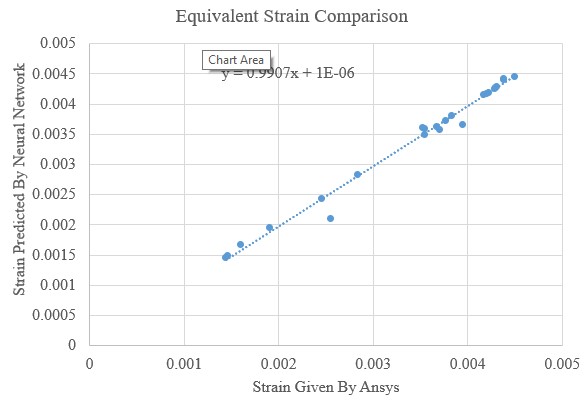 Equivalent Strain Comparison
0.005
Chart Area
0.0045
y = 0.9907x + 1E-06
0.004
0.0035
0.003
0.0025
0.002
0.0015
0.001
0.0005
0
Strain Predicted By Neural Network
0 0.001 0.002 0.003 0.004 0.005
Strain Given By Ansys